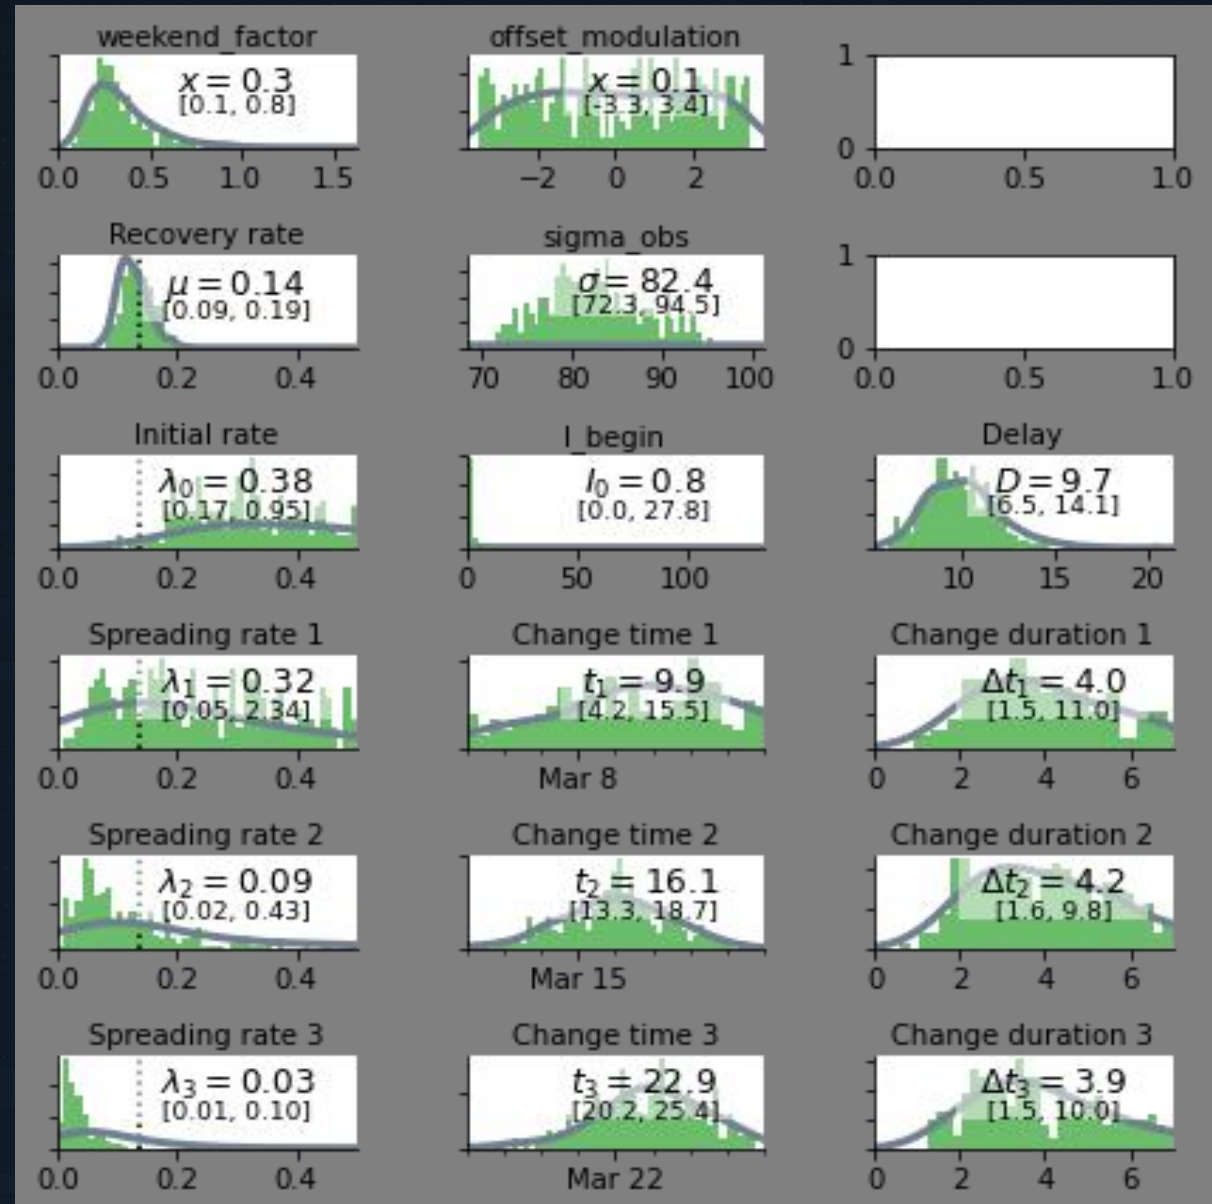 weekend_factor
x = 0.3
[0.1, 0.8]
0.0 0.5 1.0 1.5
offset_modulation
x = 0.1
[-3.3, 3.4]
−2 0 2
1
0
0.0 0.5 1.0
Recovery rate
μ = 0.14
[0.09, 0.19]
0.0 0.2 0.4
sigma_obs
σ = 82.4
[72.3, 94.5]
70 80 90 100
1
0
0.0 0.5 1.0
Initial rate
λ0 = 0.38
[0.17, 0.95]
0.0 0.2 0.4
I_begin
I0 = 0.8
[0.0, 27.8]
0 50 100
Delay
D = 9.7
[6.5, 14.1]
10 15 20
Spreading rate 1
λ1 = 0.32
[0.05, 2.34]
0.0 0.2 0.4
Change time 1
t1 = 9.9
[4.2, 15.5]
Mar 8
Change duration 1
Δt1 = 4.0
[1.5, 11.0]
0 2 4 6
Spreading rate 2
λ2 = 0.09
[0.02, 0.43]
0.0 0.2 0.4
Change time 2
t2 = 16.1
[13.3, 18.7]
Mar 15
Change duration 2
Δt2 = 4.2
[1.6, 9.8]
0 2 4 6
Spreading rate 3
λ3 = 0.03
[0.01, 0.10]
0.0 0.2 0.4
Change time 3
t3 = 22.9
[20.2, 25.4]
Mar 22
Change duration 3
Δt3 = 3.9
[1.5, 10.0]
0 2 4 6